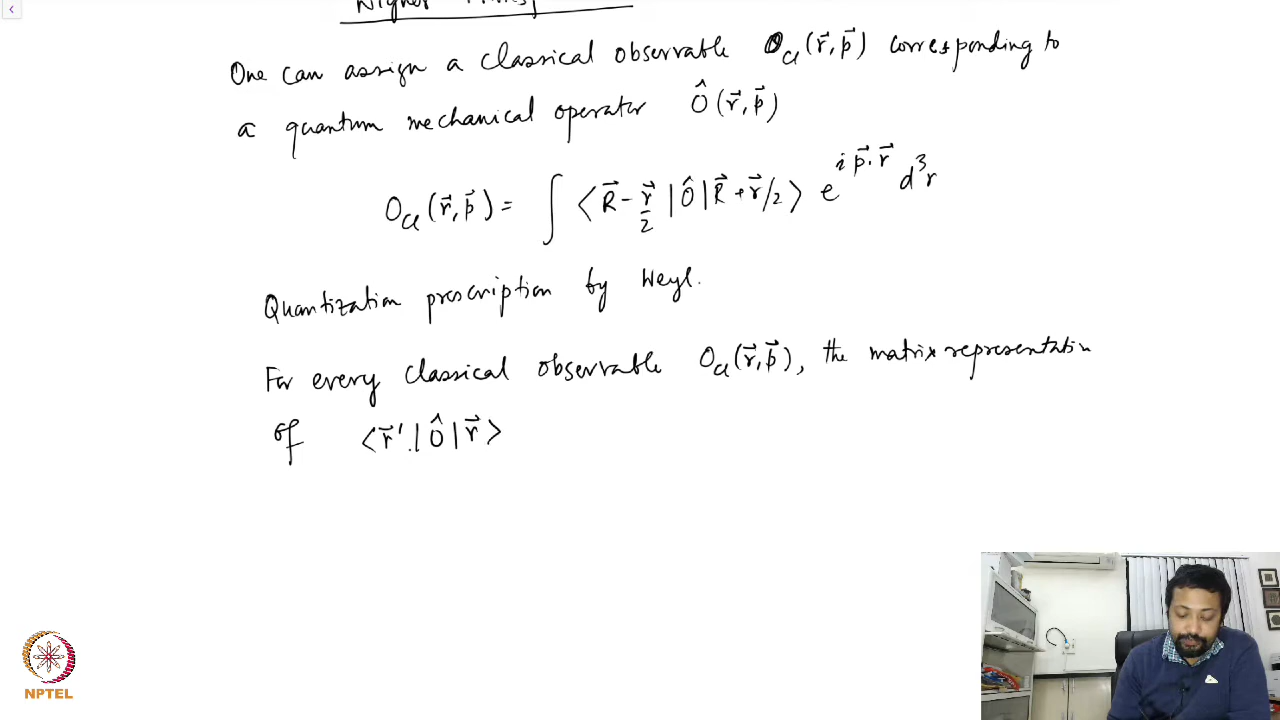 One can assign a classical observable O_cl(r⃗, p⃗) corresponding to
a quantum mechanical operator Ô(r⃗, p⃗)
O_cl(r⃗, p⃗) = ∫ ⟨R⃗ - r⃗/2 | Ô | R⃗ + r⃗/2⟩ e^{i p⃗·r⃗} d³r
Quantization prescription by Weyl.
For every classical observable O_cl(r⃗, p⃗), the matrix representation
of ⟨r⃗' | Ô | r⃗⟩
NPTEL